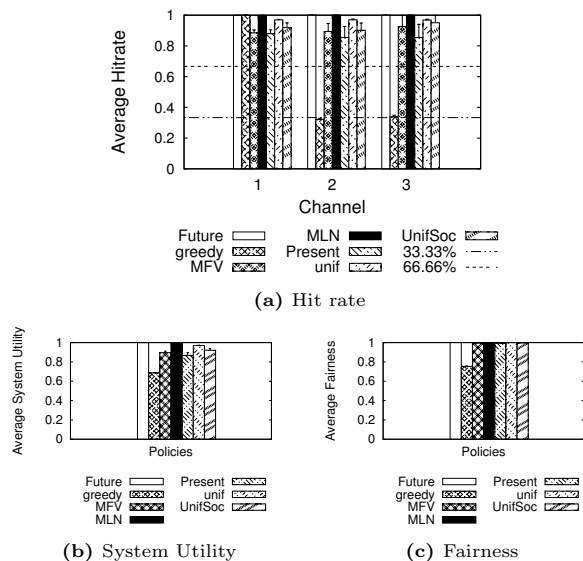 1
0.8
0.6
0.4
0.2
0
Average Hitrate
1 2 3
Channel
Future MLN UnifSoc
greedy Present 33.33%
MFV unif 66.66%
(a) Hit rate
1
0.8
0.6
0.4
0.2
0
Average System Utility
Policies
Future Present
greedy unif
MFV UnifSoc
MLN
(b) System Utility
1
0.8
0.6
0.4
0.2
0
Average Fairness
Policies
Future Present
greedy unif
MFV UnifSoc
MLN
(c) Fairness